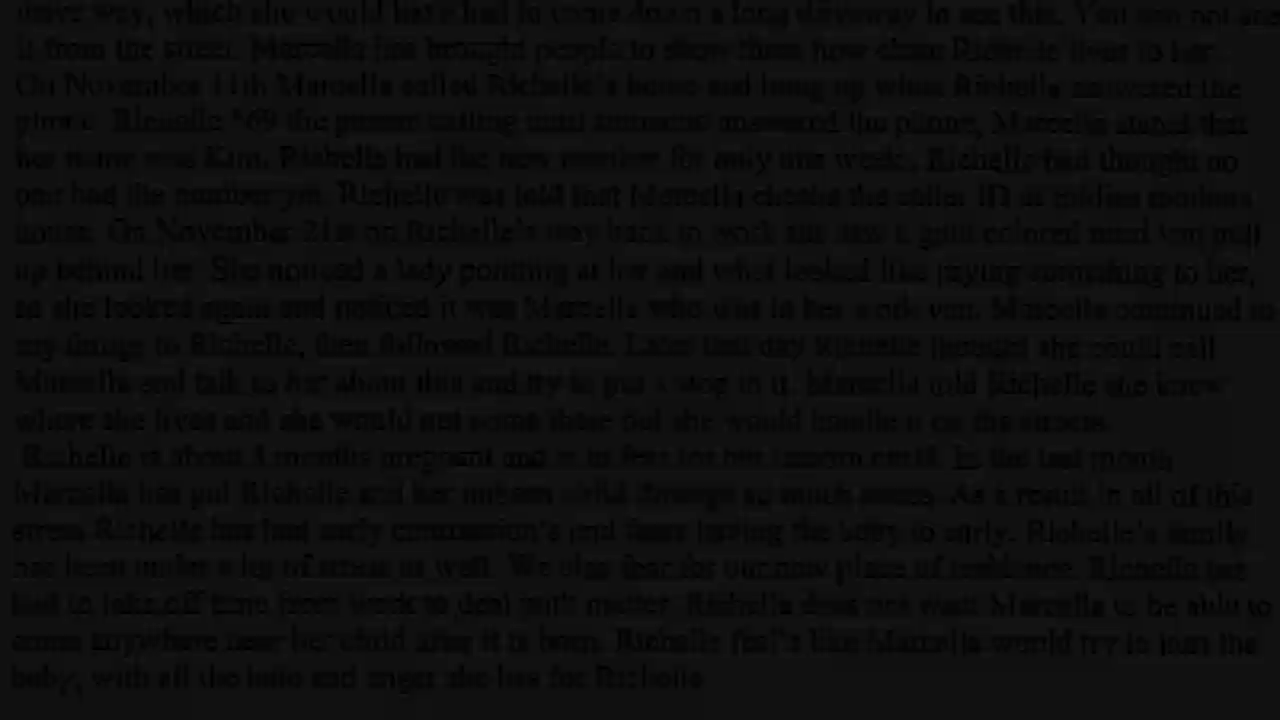 drive way, which she would have had to come down a long driveway to see this. You can not see
it from the street. Marcella has brought people to show them how close Richelle lives to her.
On November 11th Marcella called Richelle's home and hung up when Richelle answered the
phone. Richelle *69 the person calling until someone answered the phone, Marcella stated that
her name was Kim. Richelle had the new number for only one week. Richelle had thought no
one had the number yet. Richelle was told that Marcella checks the caller ID at
house. On November 21st on Richelle's way back to work she saw a gold colored van pull
up behind her. She noticed a lady pointing at her and what looked like saying something to her,
so she looked again and noticed it was Marcella who was in her work van. Marcella continued to
say things to Richelle, then followed Richelle. Later that day Richelle thought she could call
Marcella and talk to her about this and try to put a stop to it. Marcella told Richelle she knew
where she lives and she would not come there but she would handle it on the streets.
Richelle is about months pregnant and is in fear for her unborn child. In the last month
Marcella has put Richelle and her unborn child through so much stress. As a result in all of this
stress Richelle has had early contraction's and fears having the baby to early. Richelle's family
has been under a lot of stress as well. We also fear for our new place of residence. Richelle has
had to take off time from work to deal with matter. Richelle does not want Marcella to be able to
come anywhere near her child after it is born. Richelle feel's like Marcella would try to hurt the
baby, with all the hate and anger she has for Richelle